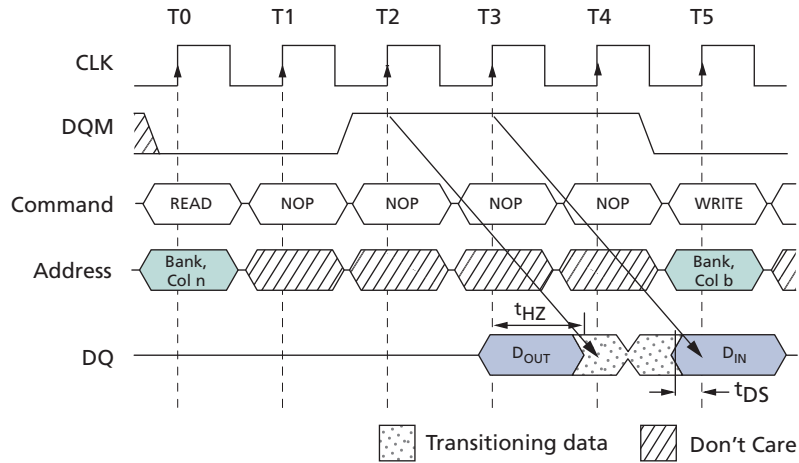 T0 T1 T2 T3 T4 T5
CLK
DQM
Command READ NOP NOP NOP NOP WRITE
Address Bank, Col n Bank, Col b
tHZ
DQ DOUT DIN
tDS
Transitioning data Don't Care